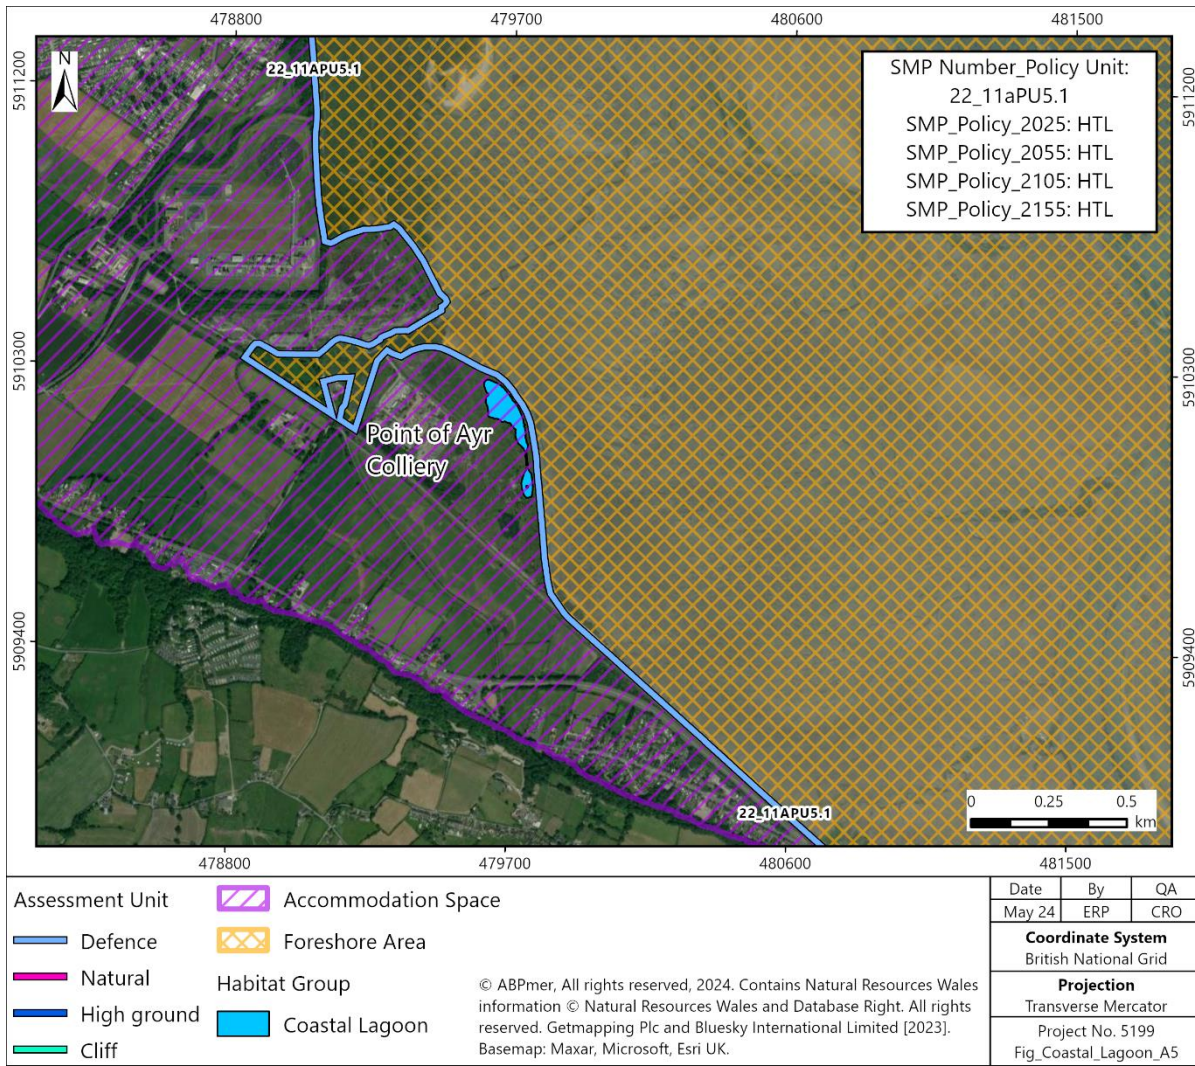 478800
479700
480600
481500
5911200
5910300
5909400
N
22_11APU5.1
SMP Number_Policy Unit:
22_11aPU5.1
SMP_Policy_2025: HTL
SMP_Policy_2055: HTL
SMP_Policy_2105: HTL
SMP_Policy_2155: HTL
5911200
5910300
5909400
Point of Ayr
Colliery
22_11APU5.1
0
0.25
0.5
km
478800
479700
480600
481500
Assessment Unit
Defence
Natural
High ground
Cliff
Accommodation Space
Foreshore Area
Habitat Group
Coastal Lagoon
© ABPmer, All rights reserved, 2024. Contains Natural Resources Wales
information © Natural Resources Wales and Database Right. All rights
reserved. Getmapping Plc and Bluesky International Limited [2023].
Basemap: Maxar, Microsoft, Esri UK.
Date By QA
May 24 ERP CRO
Coordinate System
British National Grid
Projection
Transverse Mercator
Project No. 5199
Fig_Coastal_Lagoon_A5